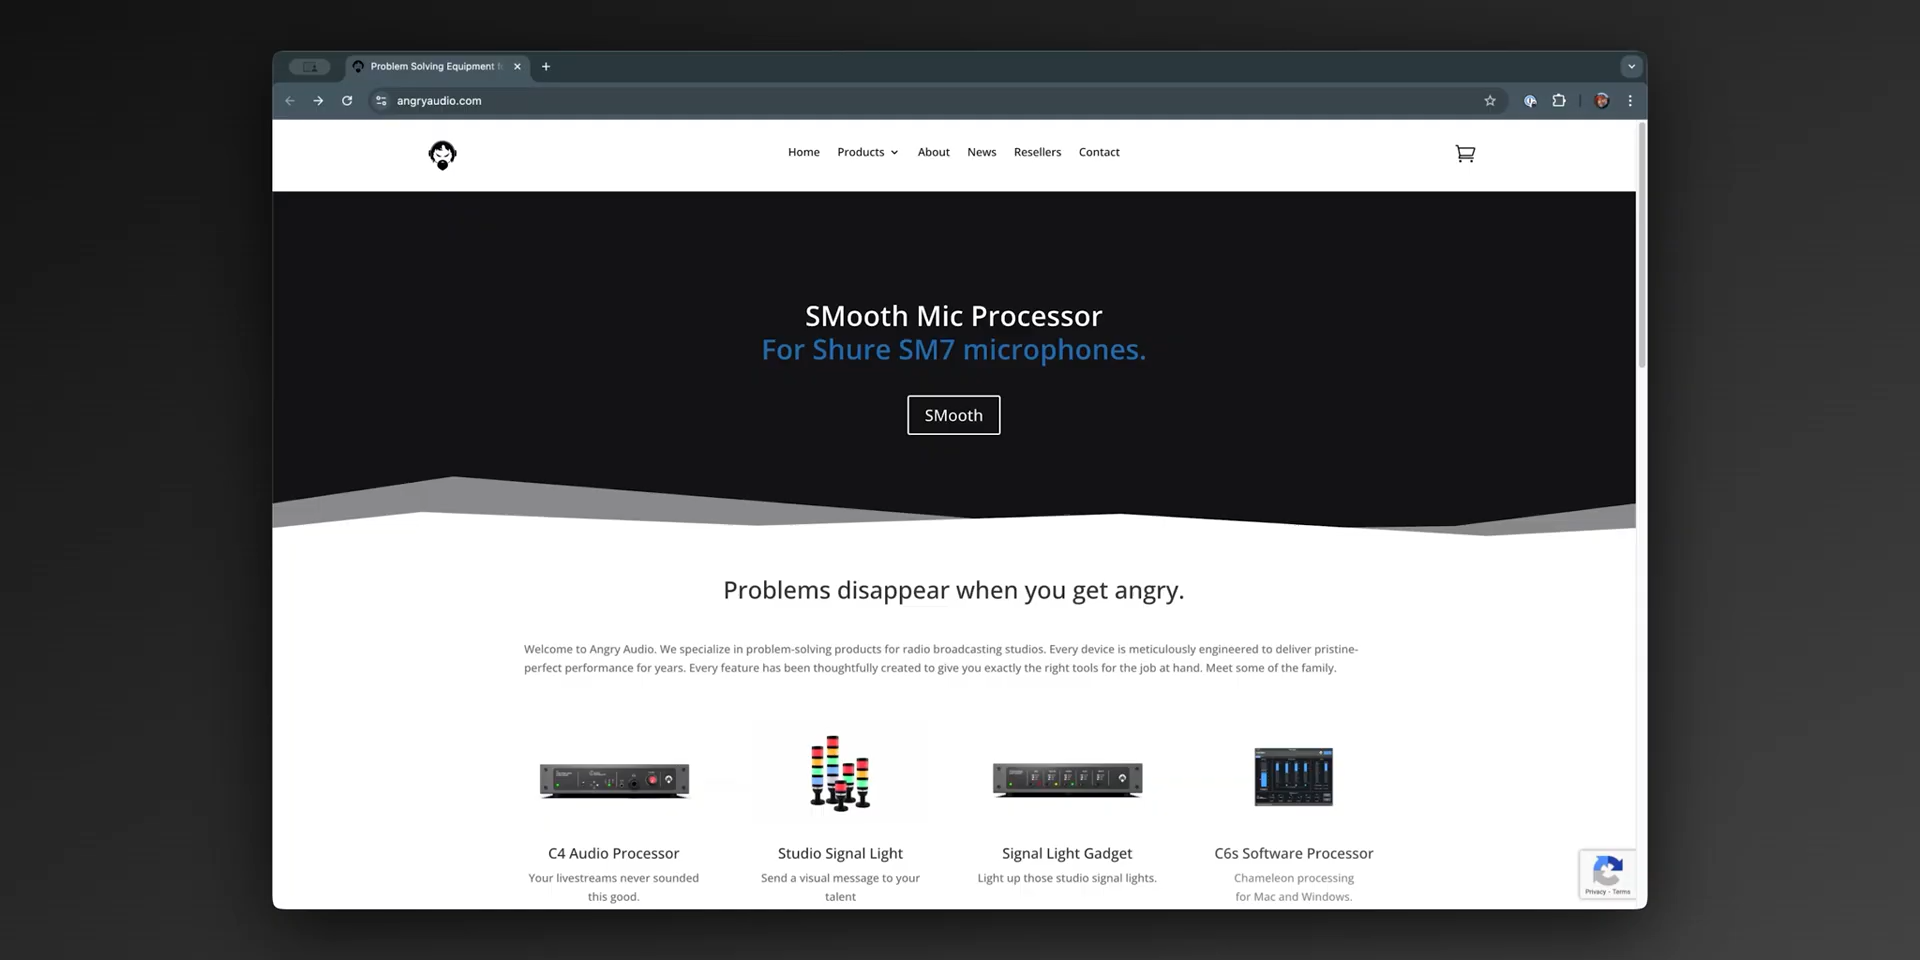 Problem Solving Equipment
angryaudio.com
Home Products About News Resellers Contact
SMooth Mic Processor
For Shure SM7 microphones.
SMooth
Problems disappear when you get angry.
Welcome to Angry Audio. We specialize in problem-solving products for radio broadcasting studios. Every device is meticulously engineered to deliver pristine-
perfect performance for years. Every feature has been thoughtfully created to give you exactly the right tools for the job at hand. Meet some of the family.
C4 Audio Processor
Your livestreams never sounded
this good.
Studio Signal Light
Send a visual message to your
talent
Signal Light Gadget
Light up those studio signal lights.
C6s Software Processor
Chameleon processing
for Mac and Windows.
Privacy - Terms